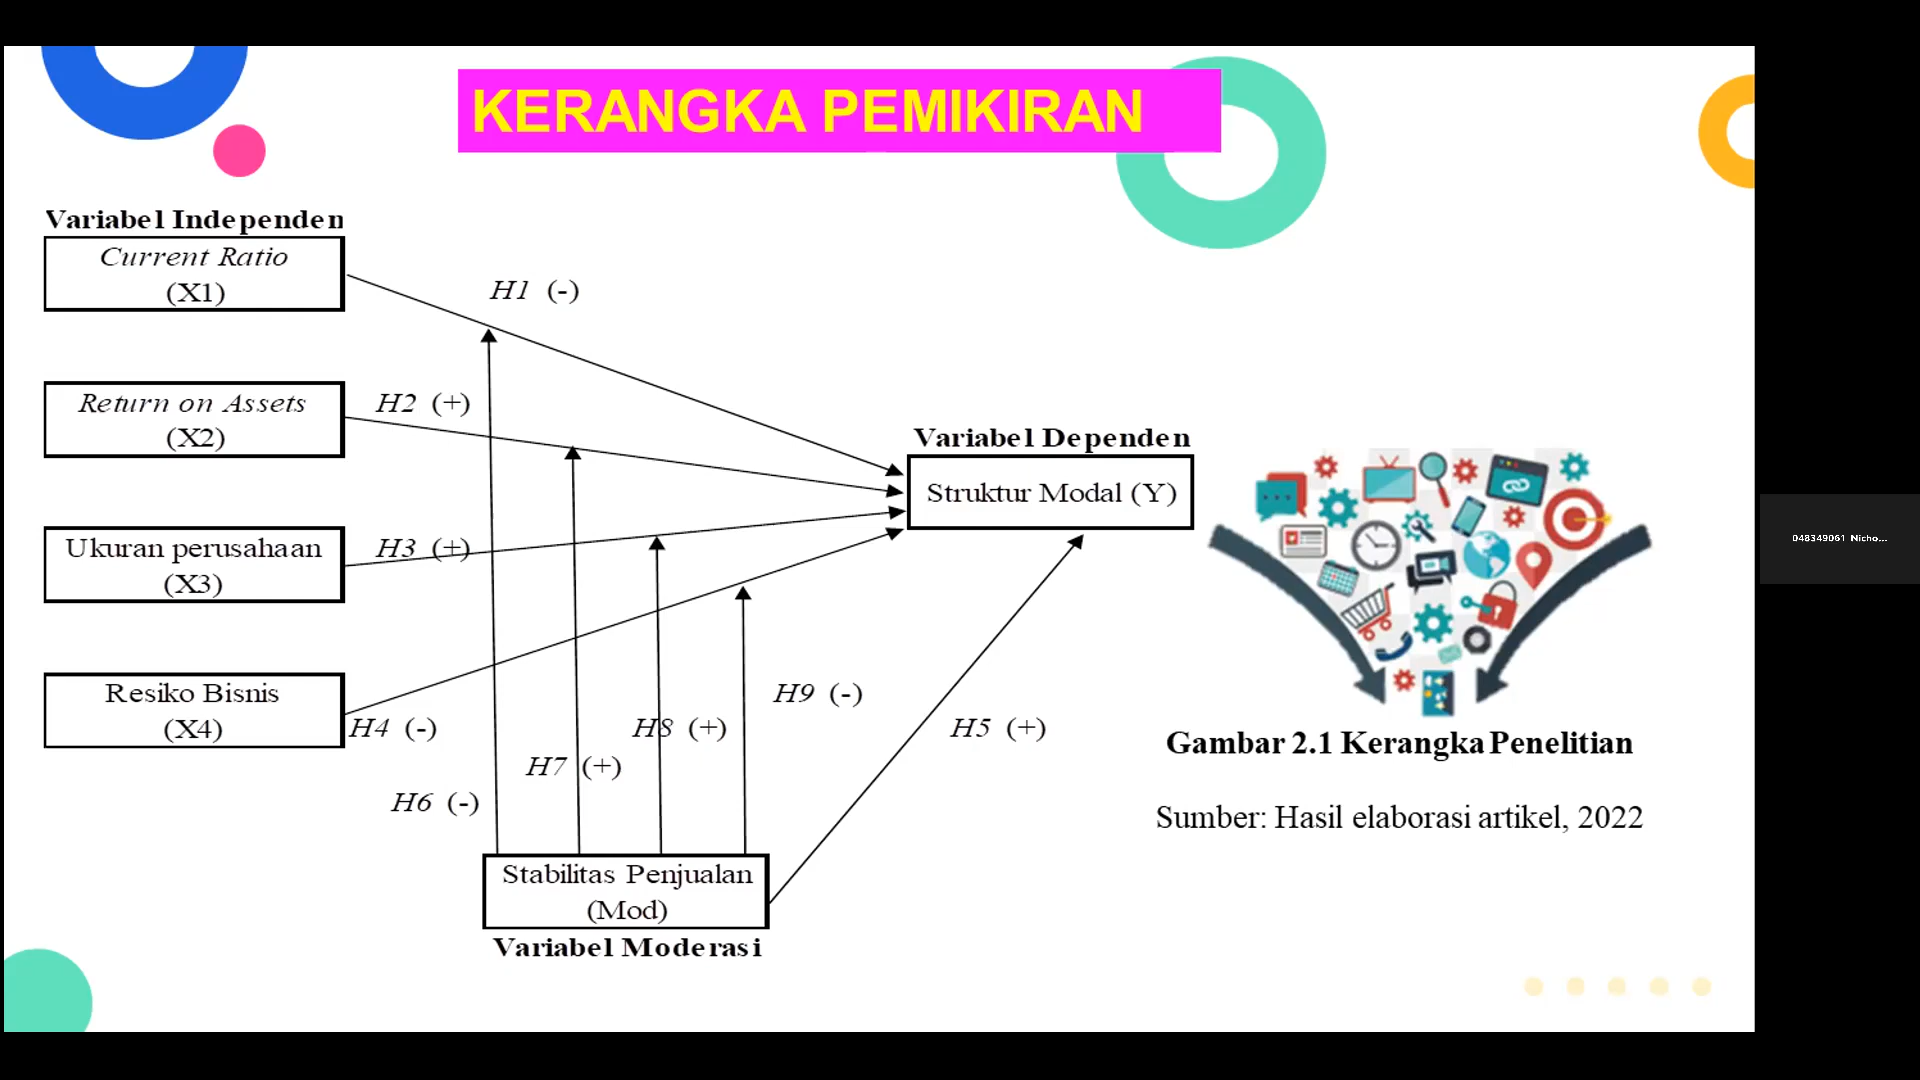 KERANGKA PEMIKIRAN
Variabel Independen
Current Ratio
(X1)
H1 (-)
Return on Assets
(X2)
H2 (+)
Variabel Dependen
Struktur Modal (Y)
Ukuran perusahaan
(X3)
H3 (+)
Resiko Bisnis
(X4)
H4 (-)
H9 (-)
H8 (+)
H5 (+)
H7 (+)
H6 (-)
Stabilitas Penjualan
(Mod)
Variabel Moderasi
Gambar 2.1 Kerangka Penelitian
Sumber: Hasil elaborasi artikel, 2022
048349061 Nicho...